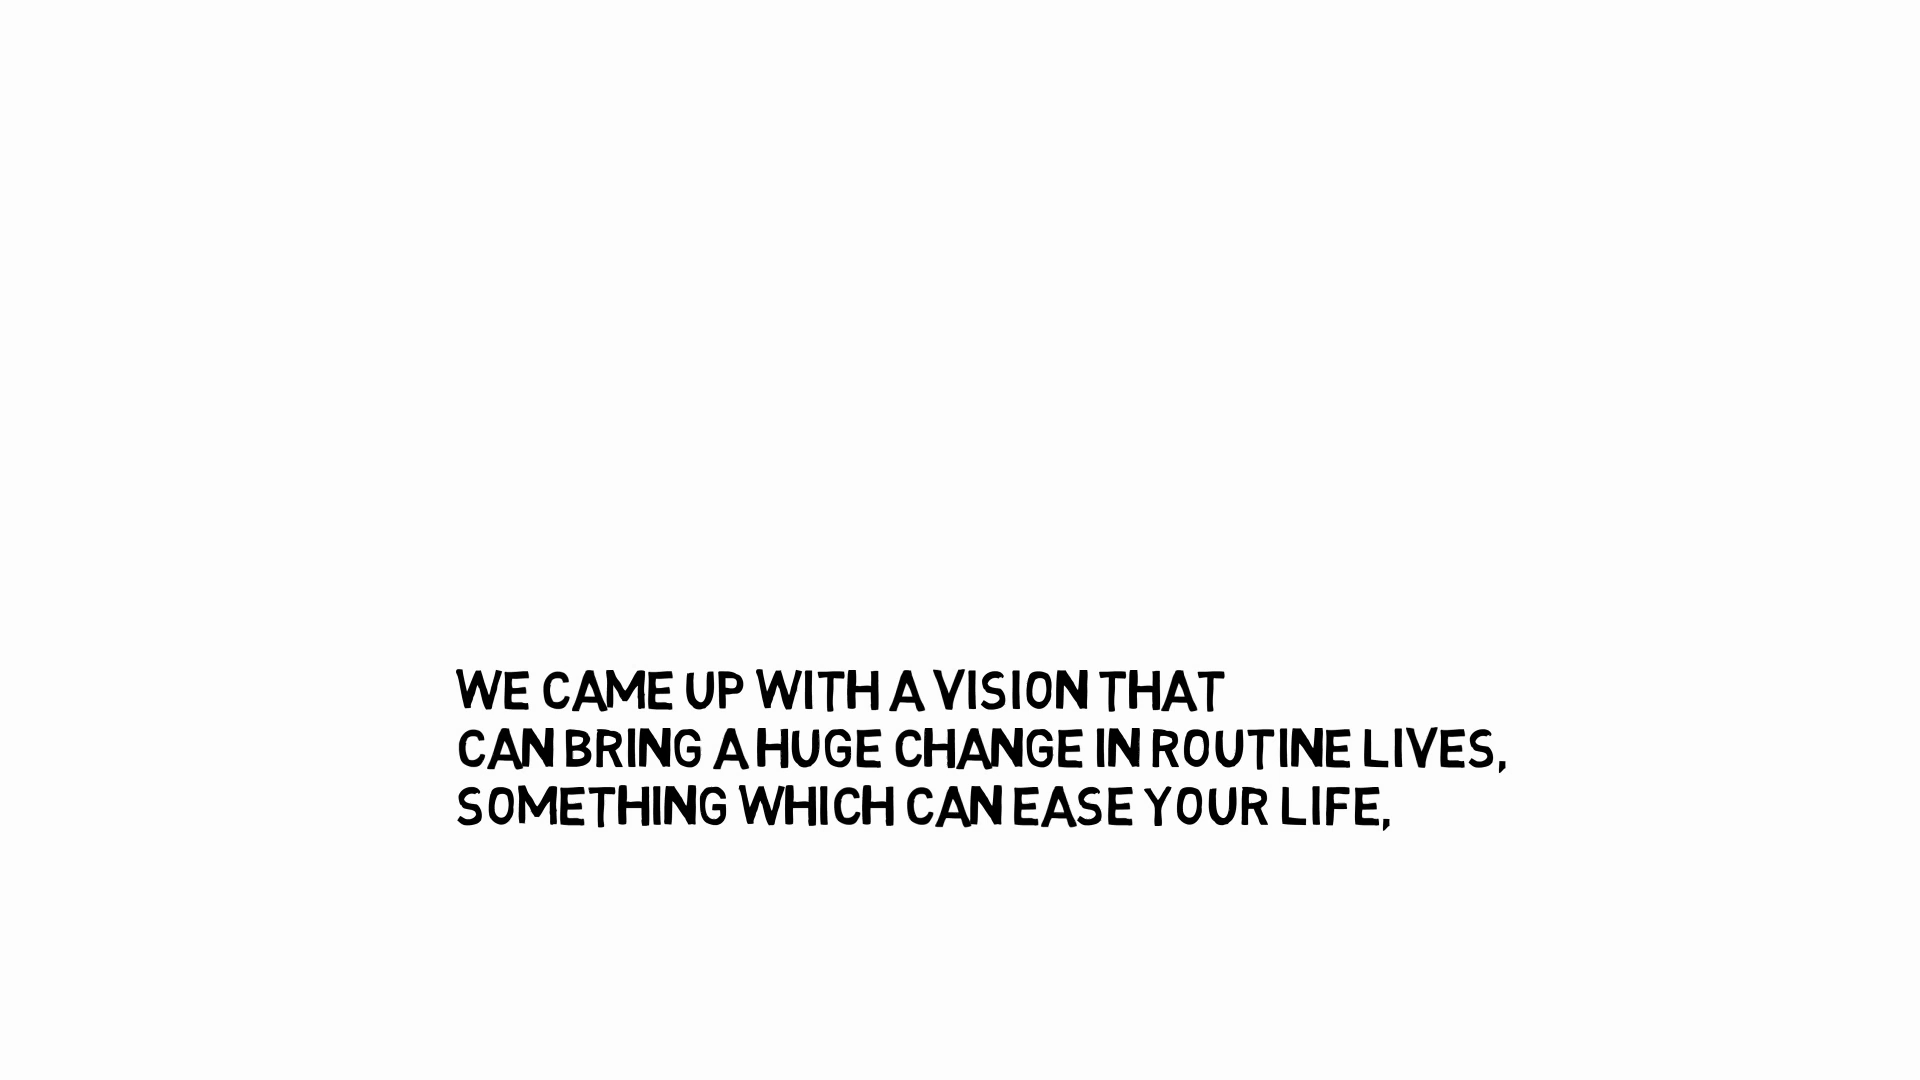 WE CAME UP WITH A VISION THAT
CAN BRING A HUGE CHANGE IN ROUTINE LIVES,
SOMETHING WHICH CAN EASE YOUR LIFE,